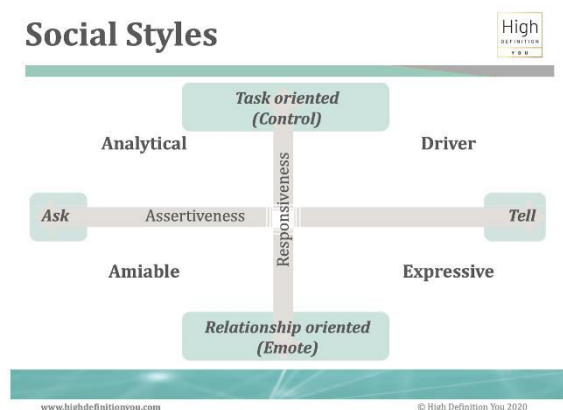 Social Styles
High
DEFINITION
YOU
Task oriented
(Control)
Analytical
Driver
Responsiveness
Ask
Assertiveness
Tell
Amiable
Expressive
Relationship oriented
(Emote)
www.highdefinitionyou.com
© High Definition You 2020